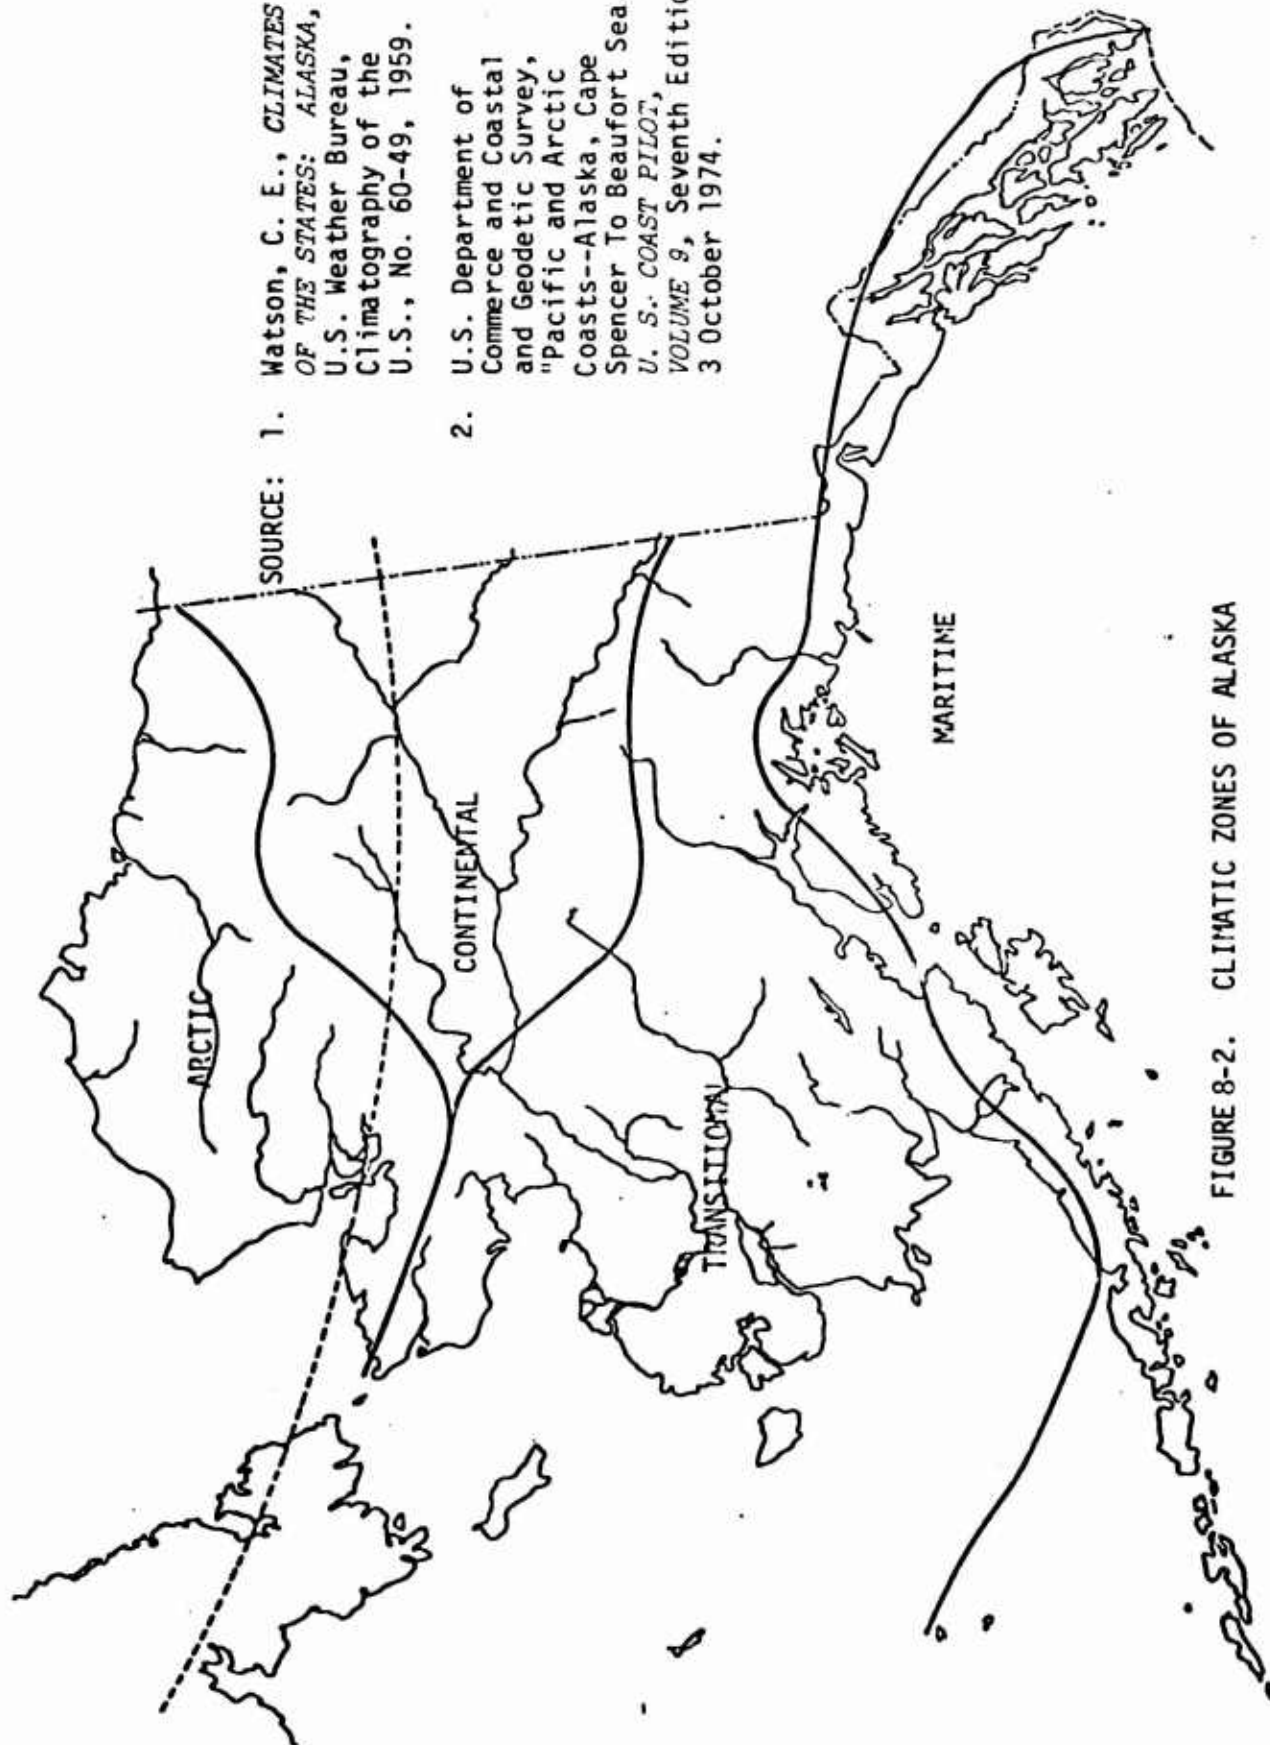 SOURCE: 1. Watson, C. E., CLIMATES
OF THE STATES: ALASKA,
U.S. Weather Bureau,
Climatography of the
U.S., No. 60-49, 1959.
2. U.S. Department of
Commerce and Coastal
and Geodetic Survey,
"Pacific and Arctic
Coasts--Alaska, Cape
Spencer To Beaufort Sea
U. S. COAST PILOT,
VOLUME 9, Seventh Editio
3 October 1974.
ARCTIC
CONTINENTAL
TRANSITIONAL
MARITIME
FIGURE 8-2. CLIMATIC ZONES OF ALASKA